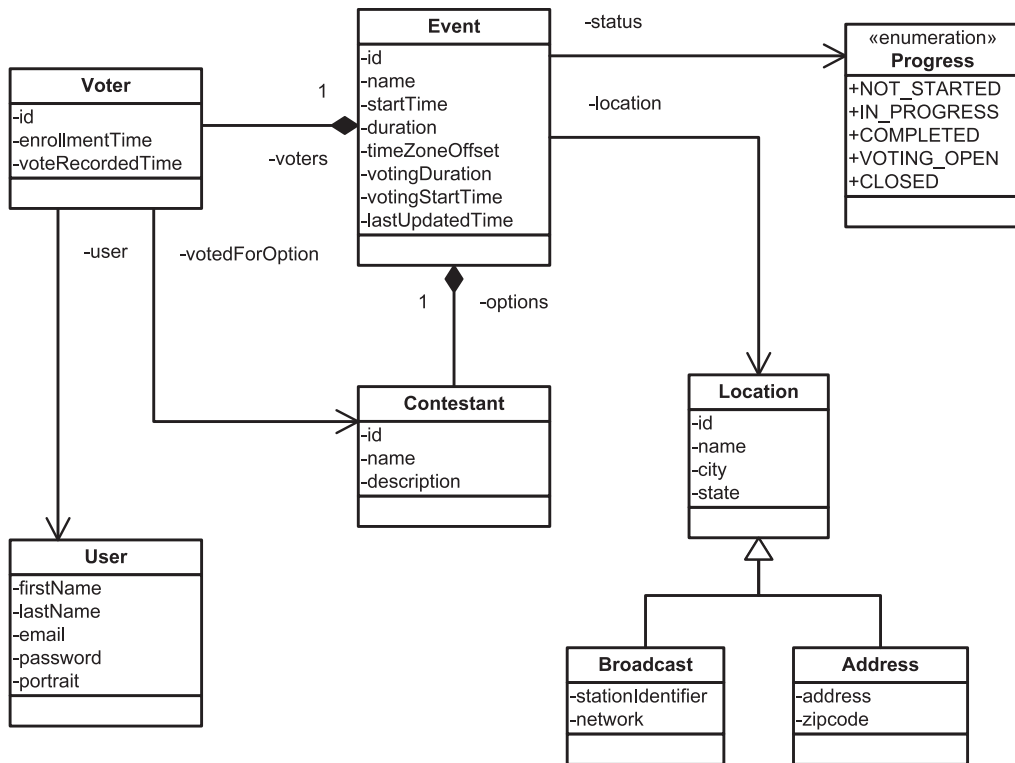 Event
-id
-name
-startTime
-duration
-timeZoneOffset
-votingDuration
-votingStartTime
-lastUpdatedTime
-status
-location
«enumeration»
Progress
+NOT_STARTED
+IN_PROGRESS
+COMPLETED
+VOTING_OPEN
+CLOSED
Voter
-id
-enrollmentTime
-voteRecordedTime
1
-voters
-user
-votedForOption
1
-options
Contestant
-id
-name
-description
Location
-id
-name
-city
-state
User
-firstName
-lastName
-email
-password
-portrait
Broadcast
-stationIdentifier
-network
Address
-address
-zipcode